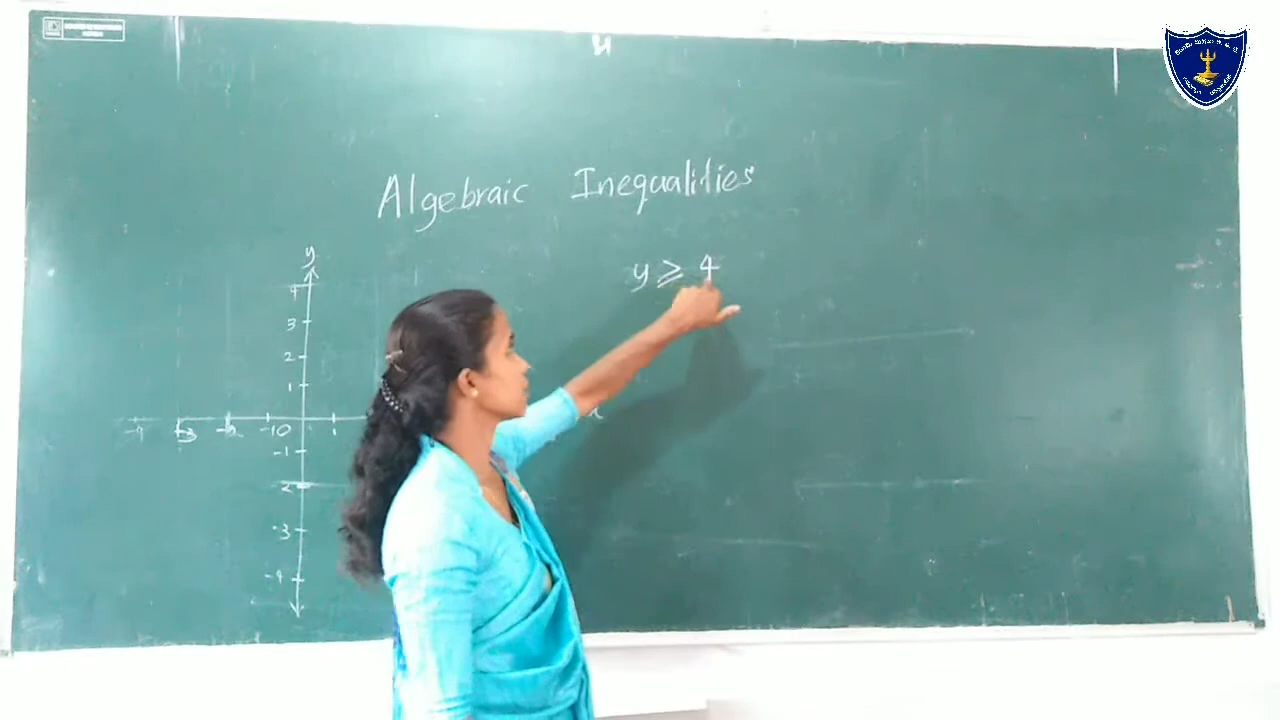 Algebraic Inequalities
y ≥ 4
y
4
3
2
1
-4 -3 -2 -1 0 1 x
-1
-2
-3
-4